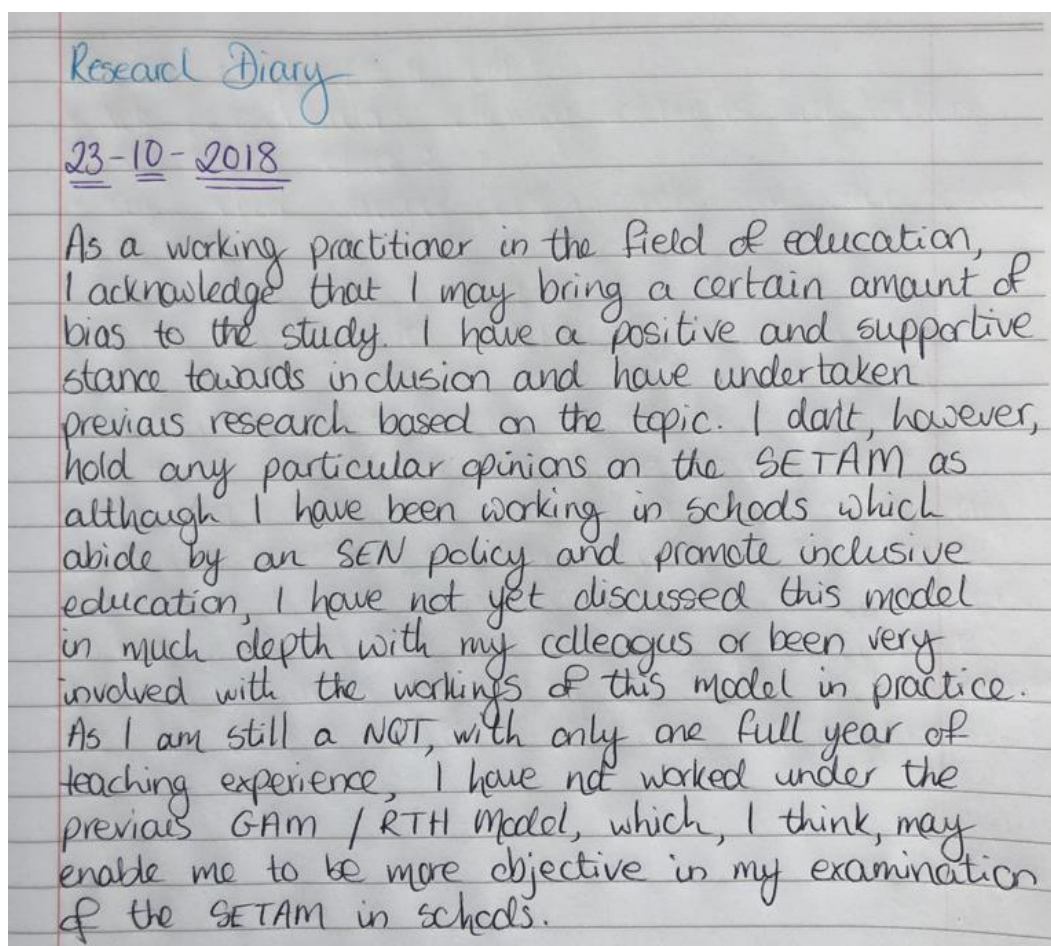 Research Diary
23-10-2018
As a working practitioner in the field of education,
I acknowledge that I may bring a certain amount of
bias to the study. I have a positive and supportive
stance towards inclusion and have undertaken
previous research based on the topic. I don't, however,
hold any particular opinions on the SETAM as
although I have been working in schools which
abide by an SEN policy and promote inclusive
education, I have not yet discussed this model
in much depth with my colleagus or been very
involved with the workings of this model in practice.
As I am still a NQT, with only one full year of
teaching experience, I have not worked under the
previous GAM / RTH Model, which, I think, may
enable me to be more objective in my examination
of the SETAM in schools.